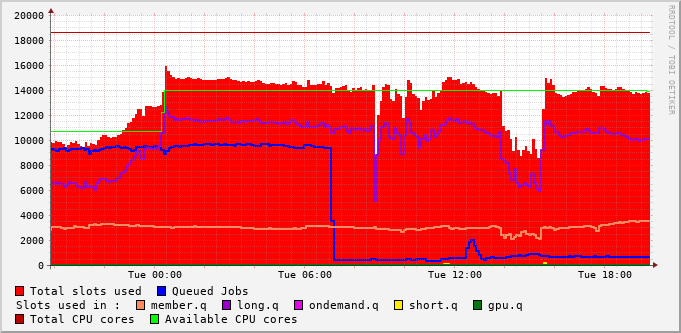 20000
18000
16000
14000
12000
10000
8000
6000
4000
2000
0
Tue 00:00 Tue 06:00 Tue 12:00 Tue 18:00
RRDTOOL / TOBI OETIKER
Total slots used Queued Jobs
Slots used in : member.q long.q ondemand.q short.q gpu.q
Total CPU cores Available CPU cores